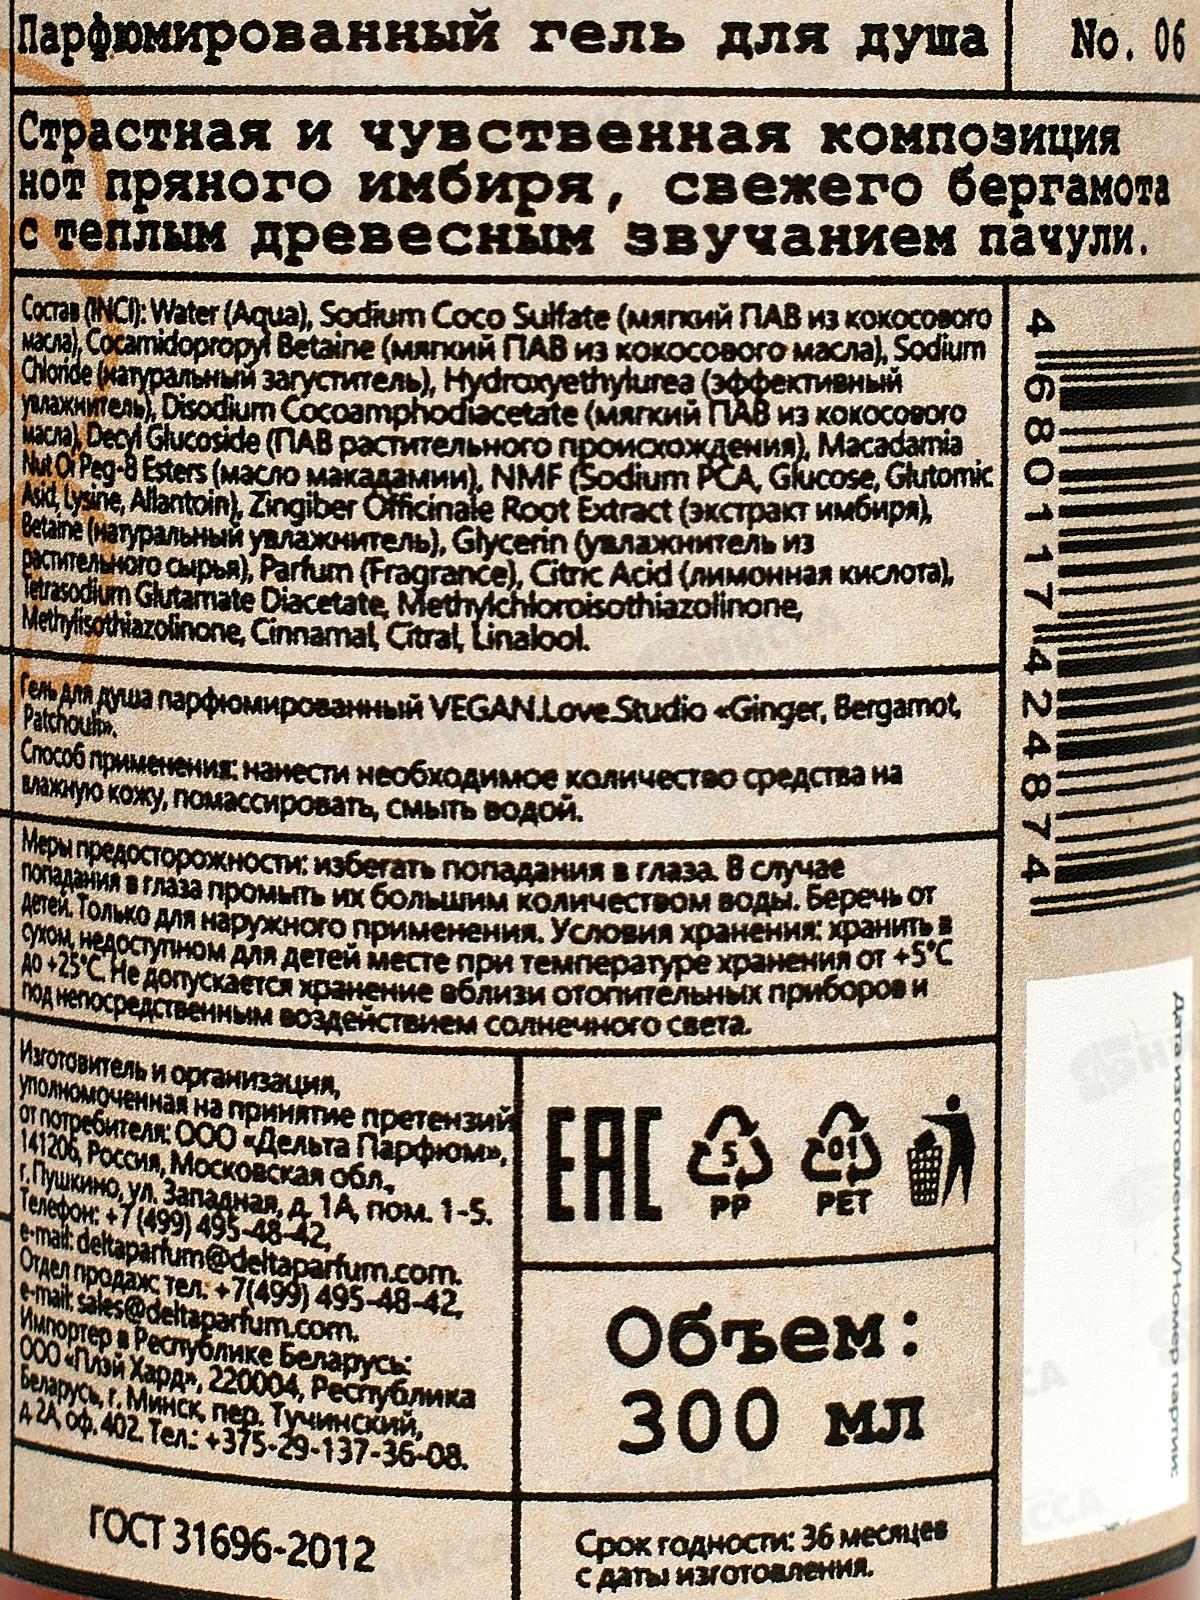 Парфюмированный гель для душа
No. 06
Страстная и чувственная композиция
нот пряного имбиря, свежего бергамота
с теплым древесным звучанием пачули.
Состав (INCI): Water (Aqua), Sodium Coco Sulfate (мягкий ПАВ из кокосового
масла), Cocamidopropyl Betaine (мягкий ПАВ из кокосового масла), Sodium
Chloride (натуральный загуститель), Hydroxyethylurea (эффективный
увлажнитель), Disodium Cocoamphodiacetate (мягкий ПАВ из кокосового
масла), Decyl Glucoside (ПАВ растительного происхождения), Macadamia
Nut Oi Peg-8 Esters (масло макадамии), NMF (Sodium PCA, Glucose, Glutomic
Asid, Lysine, Allantoin), Zingiber Officinale Root Extract (экстракт имбиря),
Betaine (натуральный увлажнитель), Glycerin (увлажнитель из
растительного сырья), Parfum (Fragrance), Citric Acid (лимонная кислота),
Tetrasodium Glutamate Diacetate, Methylchloroisothiazolinone,
Methylisothiazolinone, Cinnamal, Citral, Linalool.
Гель для душа парфюмированный VEGAN.Love.Studio «Ginger, Bergamot,
Patchouli».
Способ применения: нанести необходимое количество средства на
влажную кожу, помассировать, смыть водой.
Меры предосторожности: избегать попадания в глаза. В случае
попадания в глаза промыть их большим количеством воды. Беречь от
детей. Только для наружного применения. Условия хранения: хранить в
сухом, недоступном для детей месте при температуре хранения от +5°C
до +25°C. Не допускается хранение вблизи отопительных приборов и
под непосредственным воздействием солнечного света.
Изготовитель и организация,
уполномоченная на принятие претензий
от потребителя: ООО «Дельта Парфюм»,
141206, Россия, Московская обл.,
г. Пушкино, ул. Западная, д. 1А, пом. 1-5.
Телефон: +7 (499) 495-48-42,
e-mail: deltaparfum@deltaparfum.com.
Отдел продаж: тел.: +7(499) 495-48-42,
e-mail: sales@deltaparfum.com.
Импортер в Республике Беларусь:
ООО «Плэй Хард», 220004, Республика
Беларусь, г. Минск, пер. Тучинский,
д. 2А, оф. 402. Тел.: +375-29-137-36-08.
ГОСТ 31696-2012
EAC
5
PP
01
PET
Объем:
300 мл
Срок годности: 36 месяцев
с даты изготовления.
4 680117 424874
Дата изготовления/Номер партии: